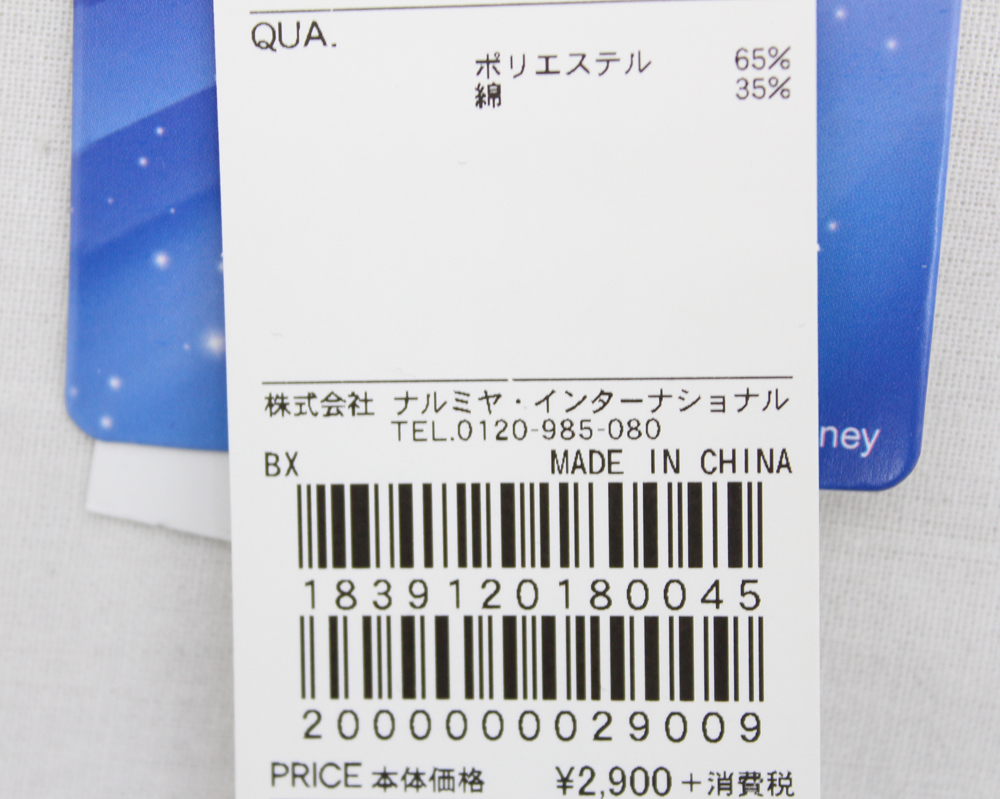 QUA.
ポリエステル 65%
綿 35%
株式会社 ナルミヤ・インターナショナル
TEL.0120-985-080
BX MADE IN CHINA
1839120180045
2000000029009
PRICE 本体価格 ¥2,900+消費税
ney